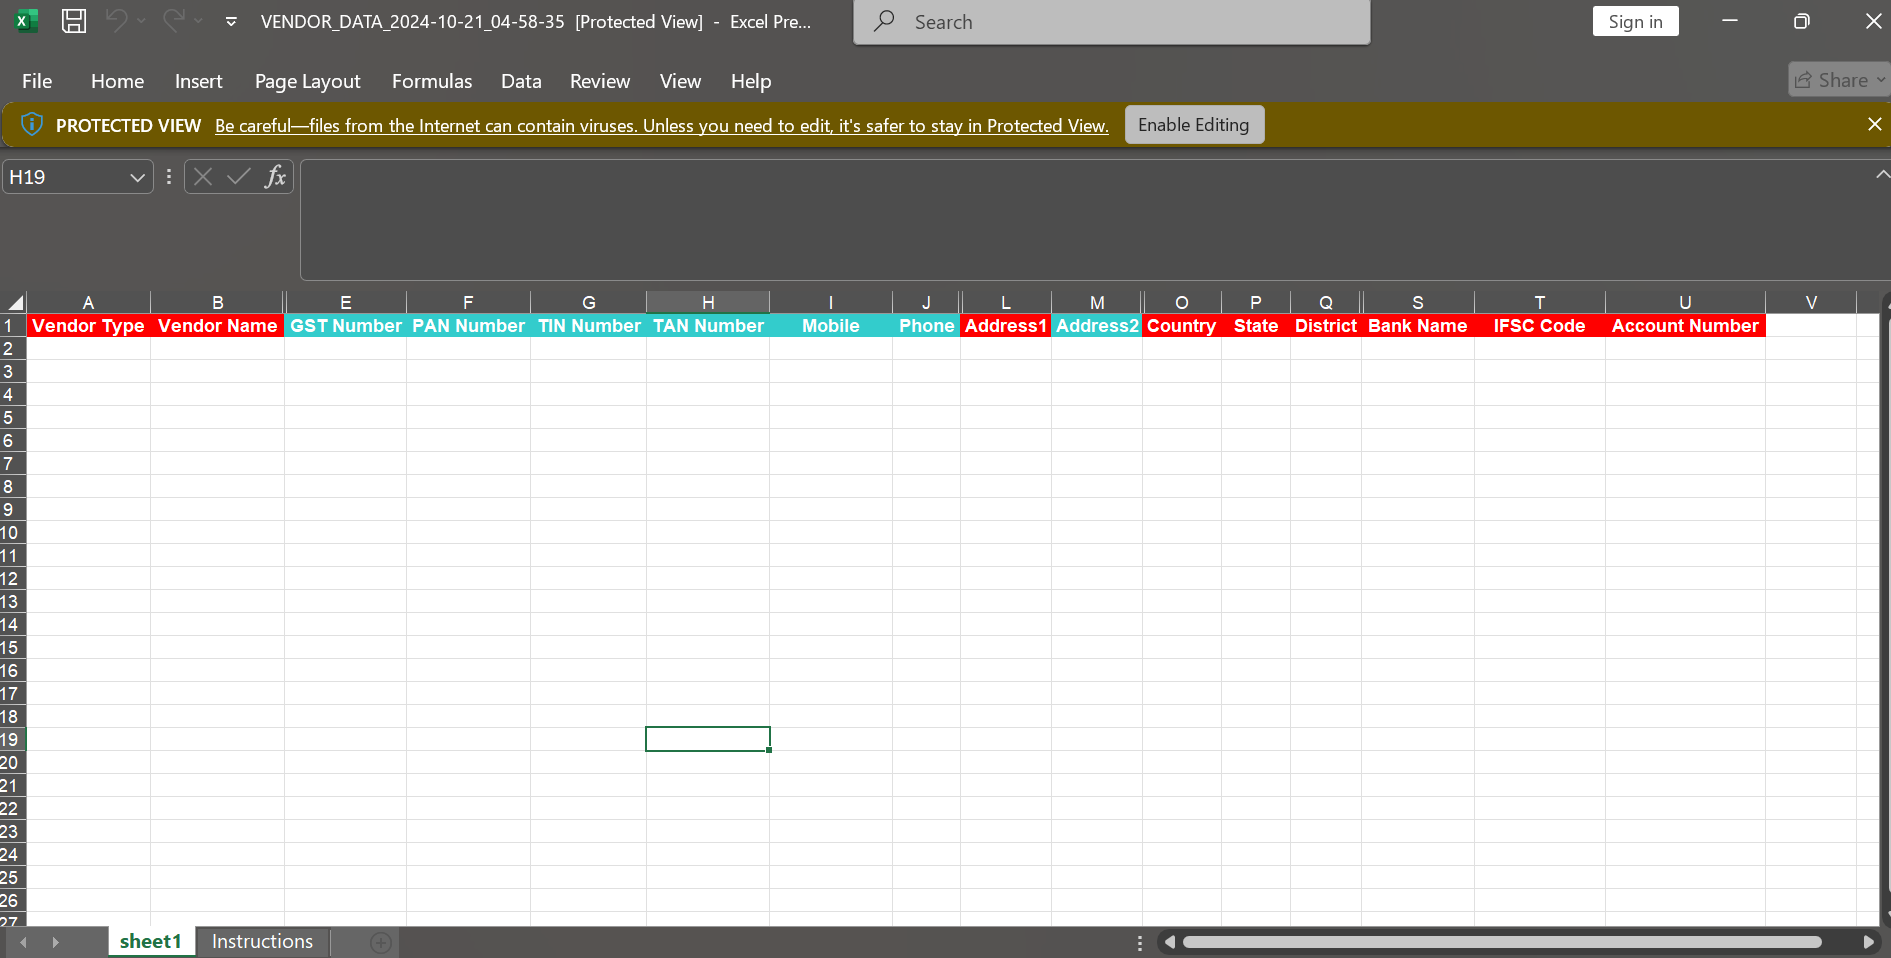 VENDOR_DATA_2024-10-21_04-58-35 [Protected View] - Excel Pre...
Search
Sign in
File Home Insert Page Layout Formulas Data Review View Help
Share
PROTECTED VIEW Be careful—files from the Internet can contain viruses. Unless you need to edit, it's safer to stay in Protected View. Enable Editing
H19 fx
A B E F G H I J L M O P Q S T U V
1 Vendor Type Vendor Name GST Number PAN Number TIN Number TAN Number Mobile Phone Address1 Address2 Country State District Bank Name IFSC Code Account Number
2
3
4
5
6
7
8
9
10
11
12
13
14
15
16
17
18
19
20
21
22
23
24
25
26
27
sheet1 Instructions